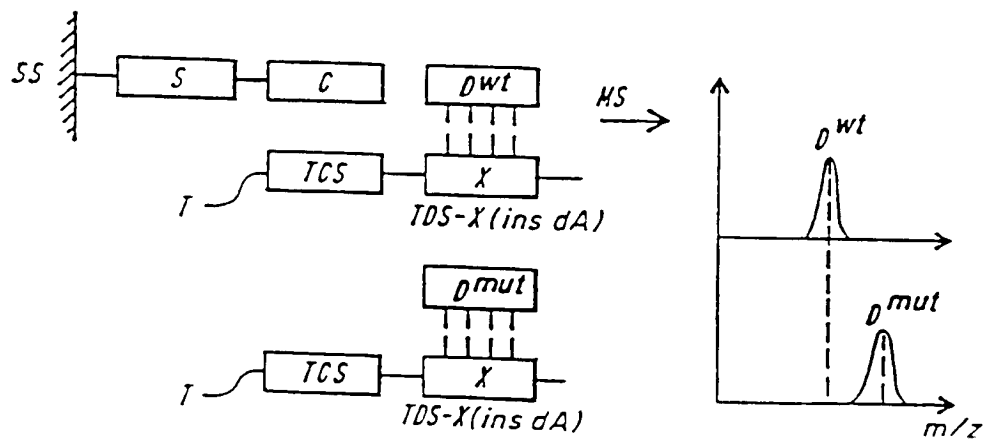 SS
S
C
D^wt
MS
TCS
X
T
TDS-X(ins dA)
D^mut
TCS
X
T
TDS-X(ins dA)
D^wt
D^mut
m/z